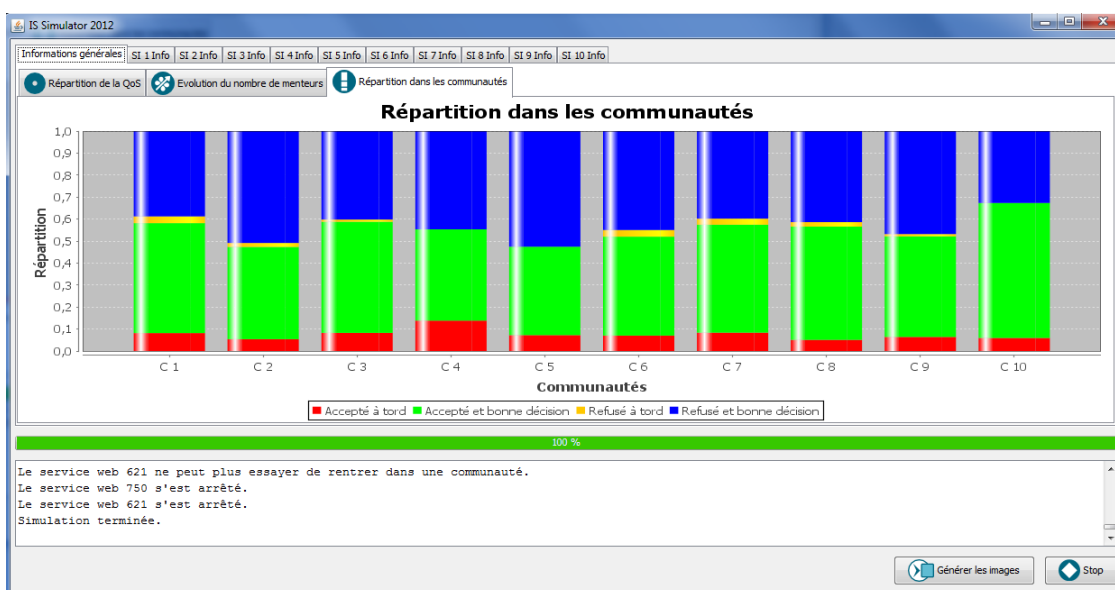 IS Simulator 2012
Informations générales SI 1 Info SI 2 Info SI 3 Info SI 4 Info SI 5 Info SI 6 Info SI 7 Info SI 8 Info SI 9 Info SI 10 Info
Répartition de la QoS Evolution du nombre de menteurs Répartition dans les communautés
Répartition dans les communautés
1,0
0,9
0,8
0,7
0,6
0,5
0,4
0,3
0,2
0,1
0,0
Répartition
C 1 C 2 C 3 C 4 C 5 C 6 C 7 C 8 C 9 C 10
Communautés
Accepté à tord Accepté et bonne décision Refusé à tord Refusé et bonne décision
100 %
Le service web 621 ne peut plus essayer de rentrer dans une communauté.
Le service web 750 s'est arrêté.
Le service web 621 s'est arrêté.
Simulation terminée.
Générer les images Stop